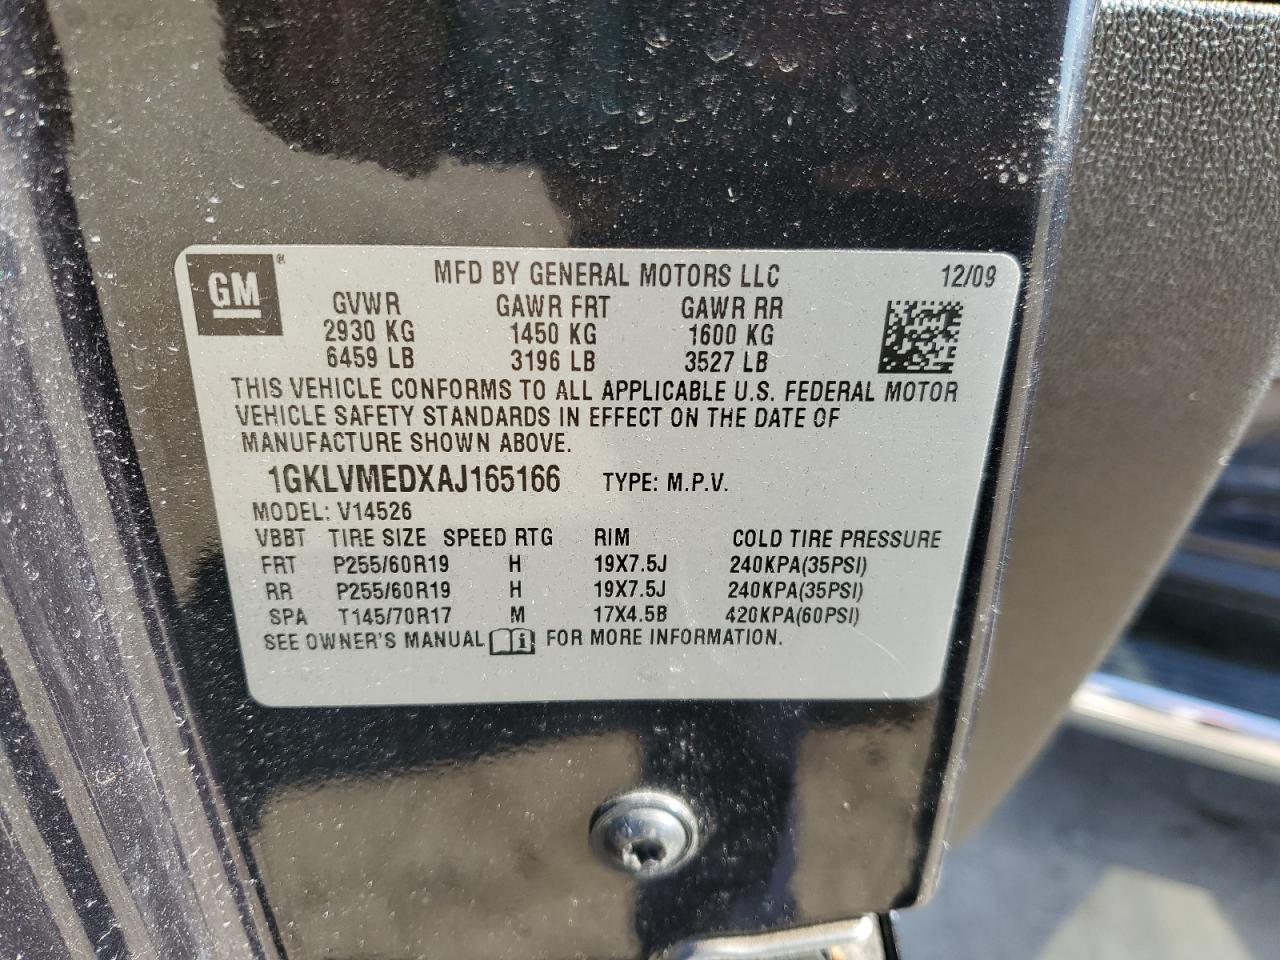 GM® MFD BY GENERAL MOTORS LLC 12/09
GVWR GAWR FRT GAWR RR
2930 KG 1450 KG 1600 KG
6459 LB 3196 LB 3527 LB
THIS VEHICLE CONFORMS TO ALL APPLICABLE U.S. FEDERAL MOTOR
VEHICLE SAFETY STANDARDS IN EFFECT ON THE DATE OF
MANUFACTURE SHOWN ABOVE.
1GKLVMEDXAJ165166 TYPE: M.P.V.
MODEL: V14526
VBBT TIRE SIZE SPEED RTG RIM COLD TIRE PRESSURE
FRT P255/60R19 H 19X7.5J 240KPA(35PSI)
RR P255/60R19 H 19X7.5J 240KPA(35PSI)
SPA T145/70R17 M 17X4.5B 420KPA(60PSI)
SEE OWNER'S MANUAL i FOR MORE INFORMATION.